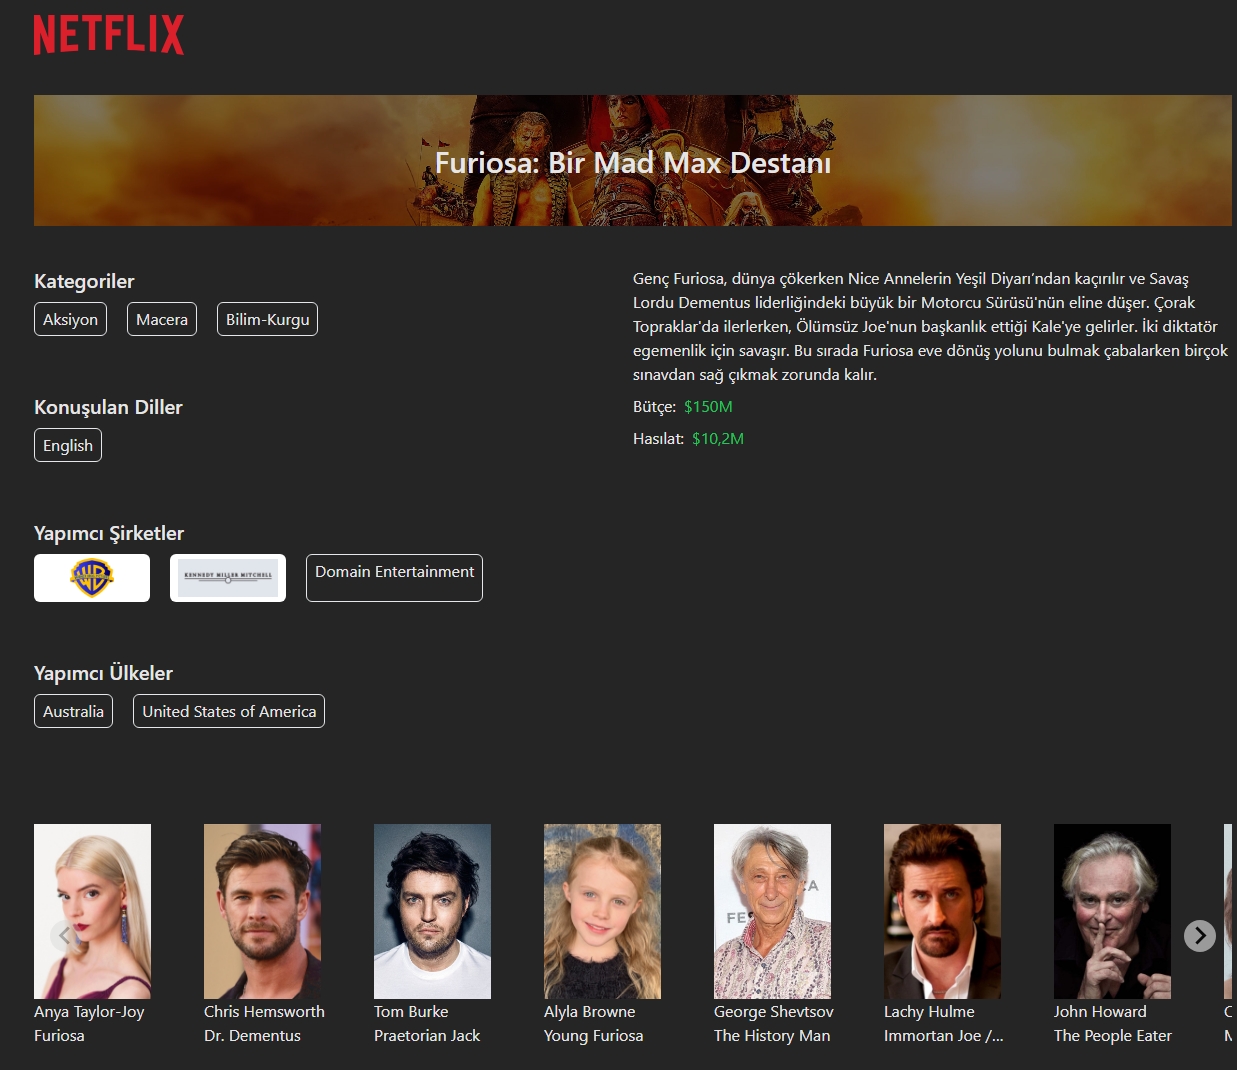 NETFLIX
Furiosa: Bir Mad Max Destanı
Kategoriler
Aksiyon
Macera
Bilim-Kurgu
Genç Furiosa, dünya çökerken Nice Annelerin Yeşil Diyarı'ndan kaçırılır ve Savaş
Lordu Dementus liderliğindeki büyük bir Motorcu Sürüsü'nün eline düşer. Çorak
Topraklar'da ilerlerken, Ölümsüz Joe'nun başkanlık ettiği Kale'ye gelirler. İki diktatör
egemenlik için savaşır. Bu sırada Furiosa eve dönüş yolunu bulmak çabalarken birçok
sınavdan sağ çıkmak zorunda kalır.
Bütçe: $150M
Hasılat: $10,2M
Konuşulan Diller
English
Yapımcı Şirketler
WB
KENNEDY MILLER MITCHELL
Domain Entertainment
Yapımcı Ülkeler
Australia
United States of America
Anya Taylor-Joy
Furiosa
Chris Hemsworth
Dr. Dementus
Tom Burke
Praetorian Jack
Alyla Browne
Young Furiosa
George Shevtsov
The History Man
Lachy Hulme
Immortan Joe /...
John Howard
The People Eater